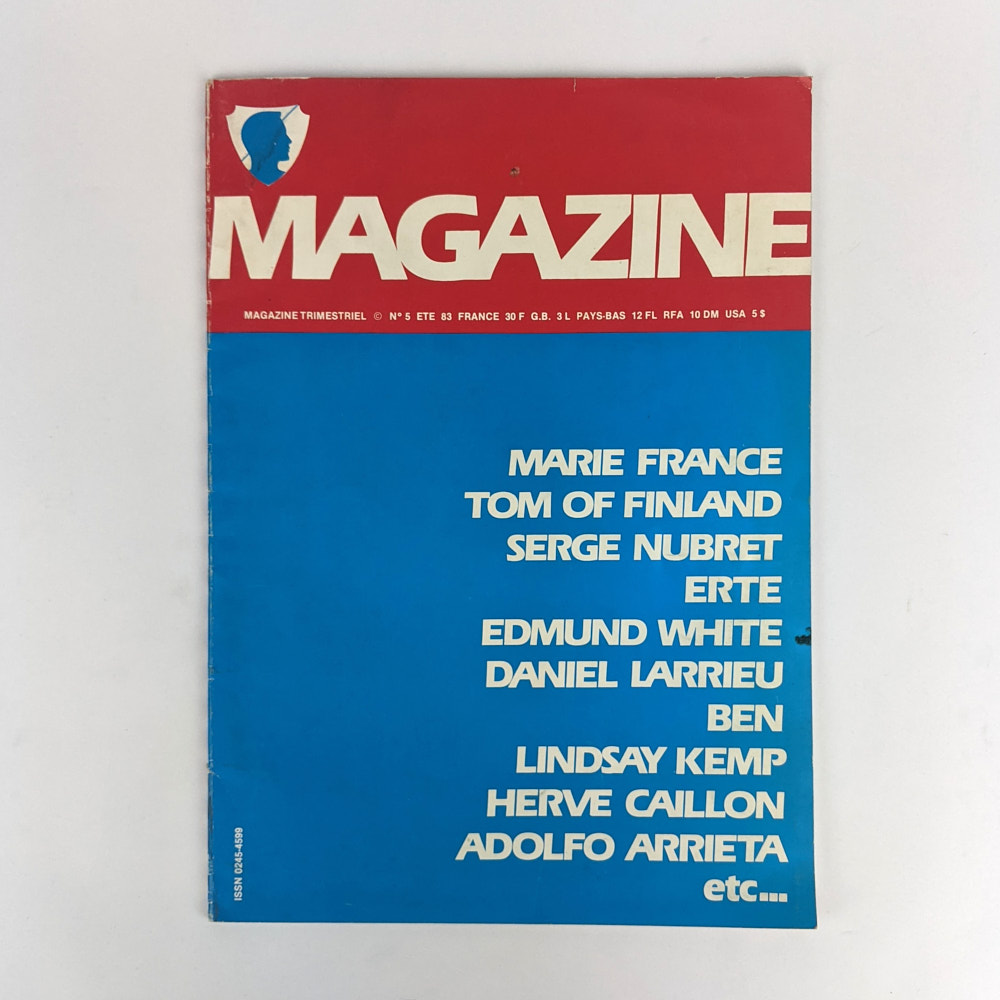 MAGAZINE
MAGAZINE TRIMESTRIEL © N° 5 ETE 83 FRANCE 30 F G.B. 3 L PAYS-BAS 12 FL RFA 10 DM USA 5 $
MARIE FRANCE
TOM OF FINLAND
SERGE NUBRET
ERTE
EDMUND WHITE
DANIEL LARRIEU
BEN
LINDSAY KEMP
HERVE CAILLON
ADOLFO ARRIETA
etc...
ISSN 0245-4599